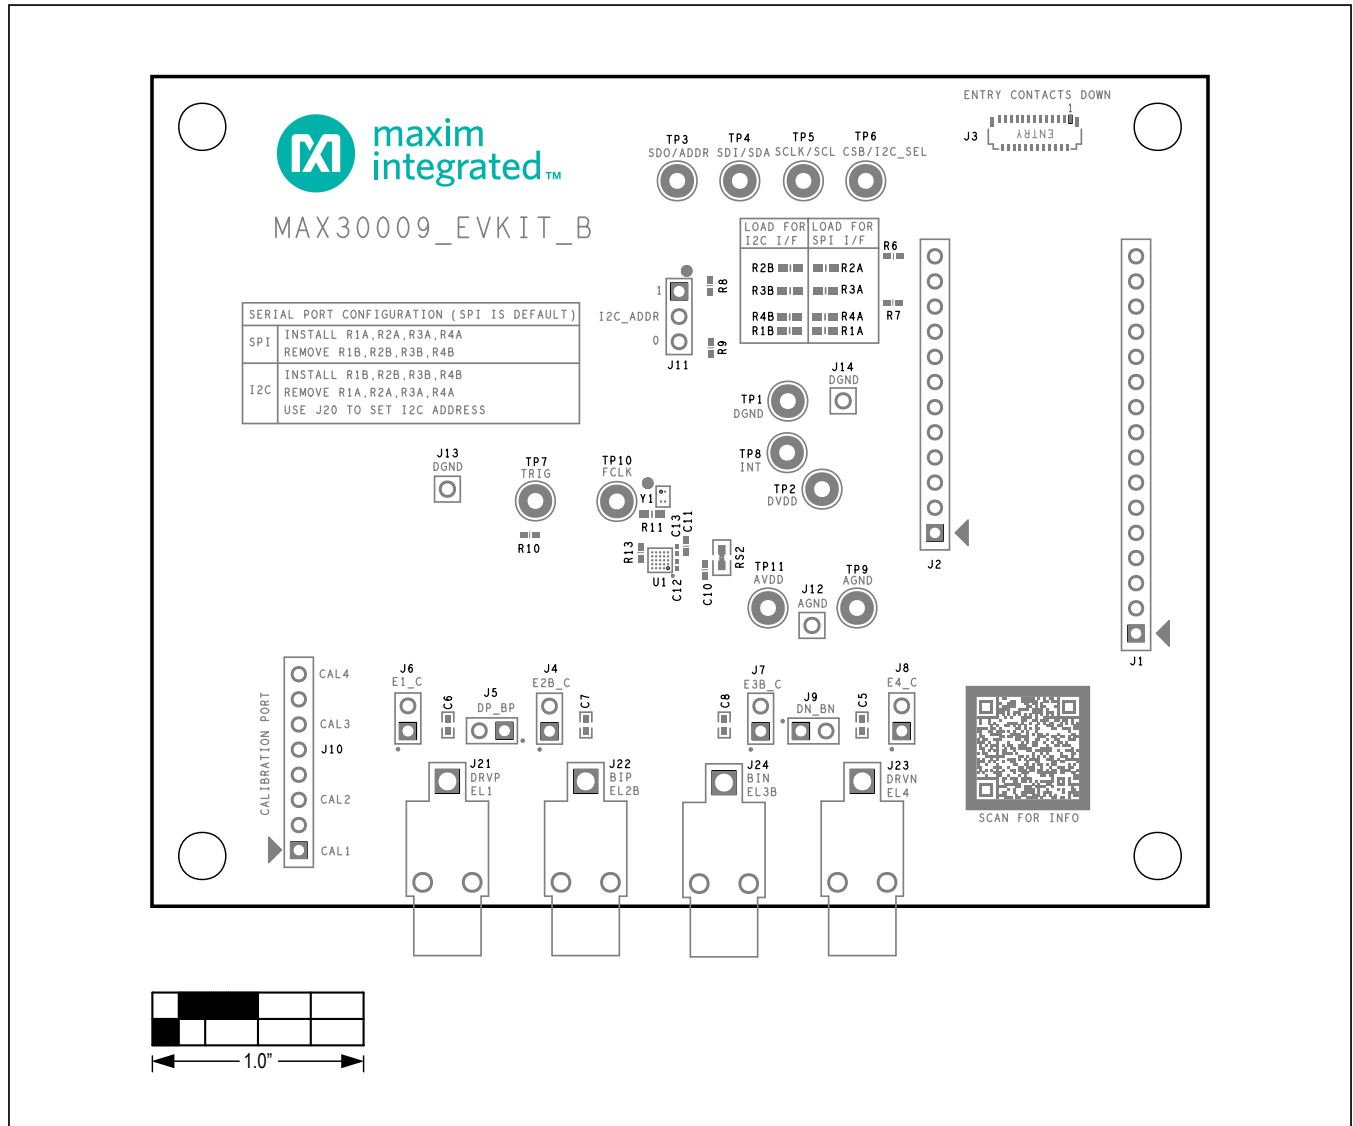 ENTRY CONTACTS DOWN
1
J3
ENTRY
maxim
integrated™
MAX30009_EVKIT_B
TP3
SDO/ADDR
TP4
SDI/SDA
TP5
SCLK/SCL
TP6
CSB/I2C_SEL
LOAD FOR
I2C I/F
LOAD FOR
SPI I/F
R2B
R2A
R3B
R3A
R4B
R4A
R1B
R1A
R6
R7
1
I2C_ADDR
0
J11
R8
R9
SERIAL PORT CONFIGURATION (SPI IS DEFAULT)
SPI
INSTALL R1A,R2A,R3A,R4A
REMOVE R1B,R2B,R3B,R4B
I2C
INSTALL R1B,R2B,R3B,R4B
REMOVE R1A,R2A,R3A,R4A
USE J20 TO SET I2C ADDRESS
J14
DGND
TP1
DGND
TP8
INT
TP2
DVDD
J13
DGND
TP7
TRIG
TP10
FCLK
Y1
R11
R10
R13
C13
C11
U1
C12
C10
RS2
TP11
AVDD
J12
AGND
TP9
AGND
J2
J1
CALIBRATION PORT
CAL4
CAL3
J10
CAL2
CAL1
J6
E1_C
C6
J5
DP_BP
J4
E2B_C
C7
C8
J7
E3B_C
J9
DN_BN
C5
J8
E4_C
J21
DRVP
EL1
J22
BIP
EL2B
J24
BIN
EL3B
J23
DRVN
EL4
SCAN FOR INFO
1.0”